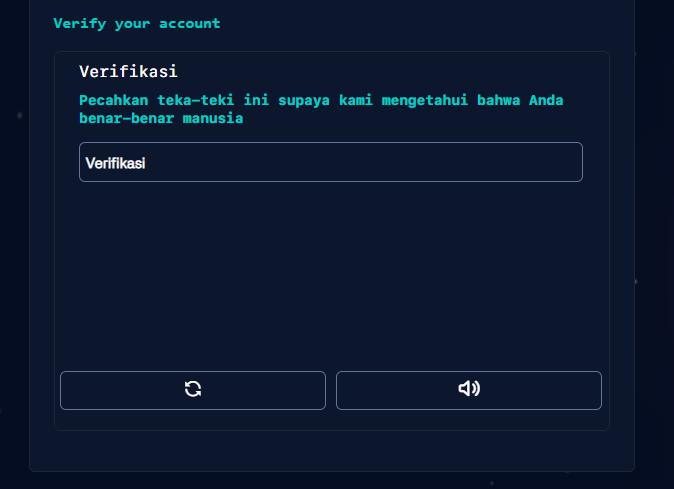 Verify your account
Verifikasi
Pecahkan teka-teki ini supaya kami mengetahui bahwa Anda
benar-benar manusia
Verifikasi